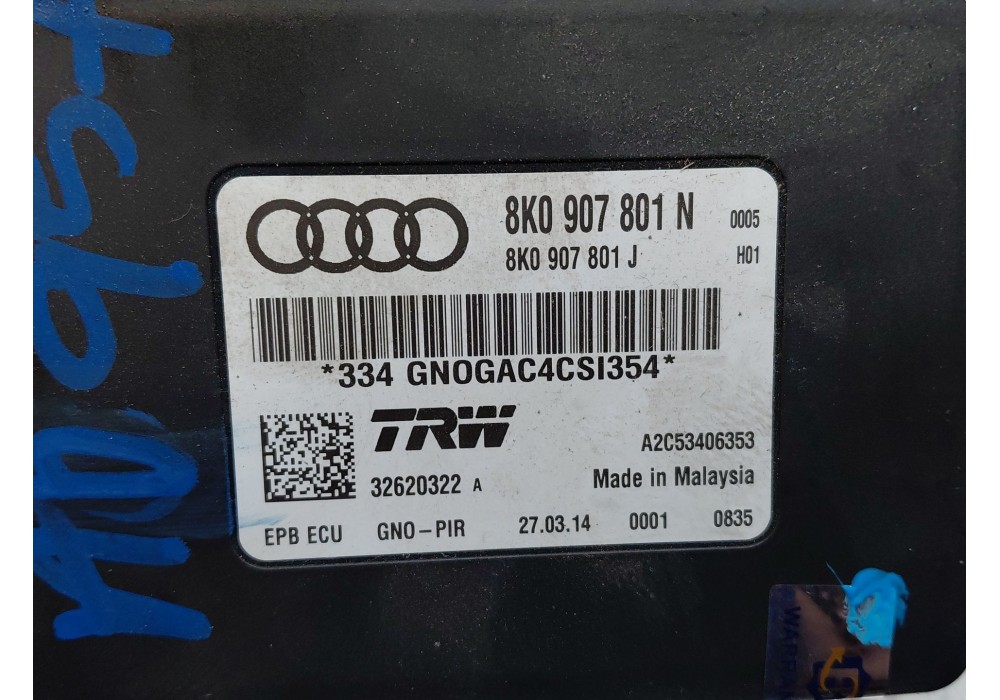 8K0 907 801 N 0005
8K0 907 801 J H01
*334 GNOGAC4CSI354*
TRW
A2C53406353
32620322 A
Made in Malaysia
EPB ECU GNO-PIR 27.03.14 0001 0835